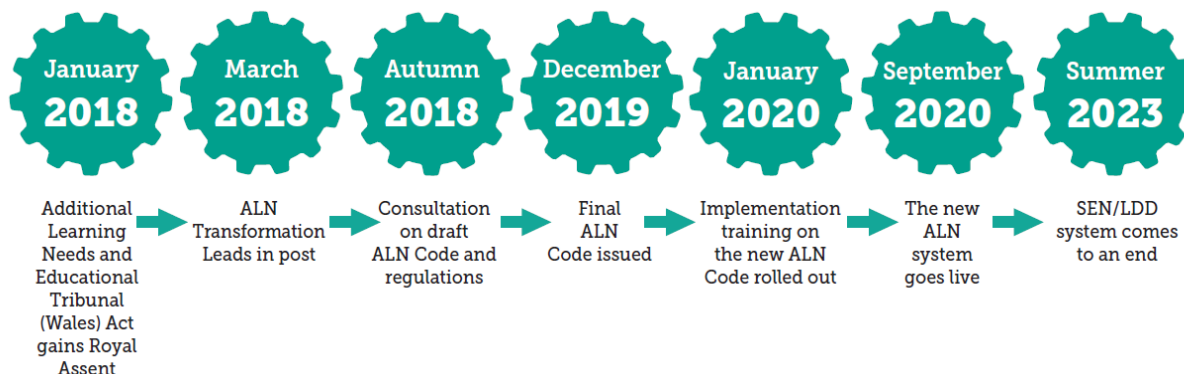 January
2018
March
2018
Autumn
2018
December
2019
January
2020
September
2020
Summer
2023
Additional
Learning
Needs and
Educational
Tribunal
(Wales) Act
gains Royal
Assent
ALN
Transformation
Leads in post
Consultation
on draft
ALN Code and
regulations
Final
ALN
Code issued
Implementation
training on
the new ALN
Code rolled out
The new
ALN
system
goes live
SEN/LDD
system comes
to an end